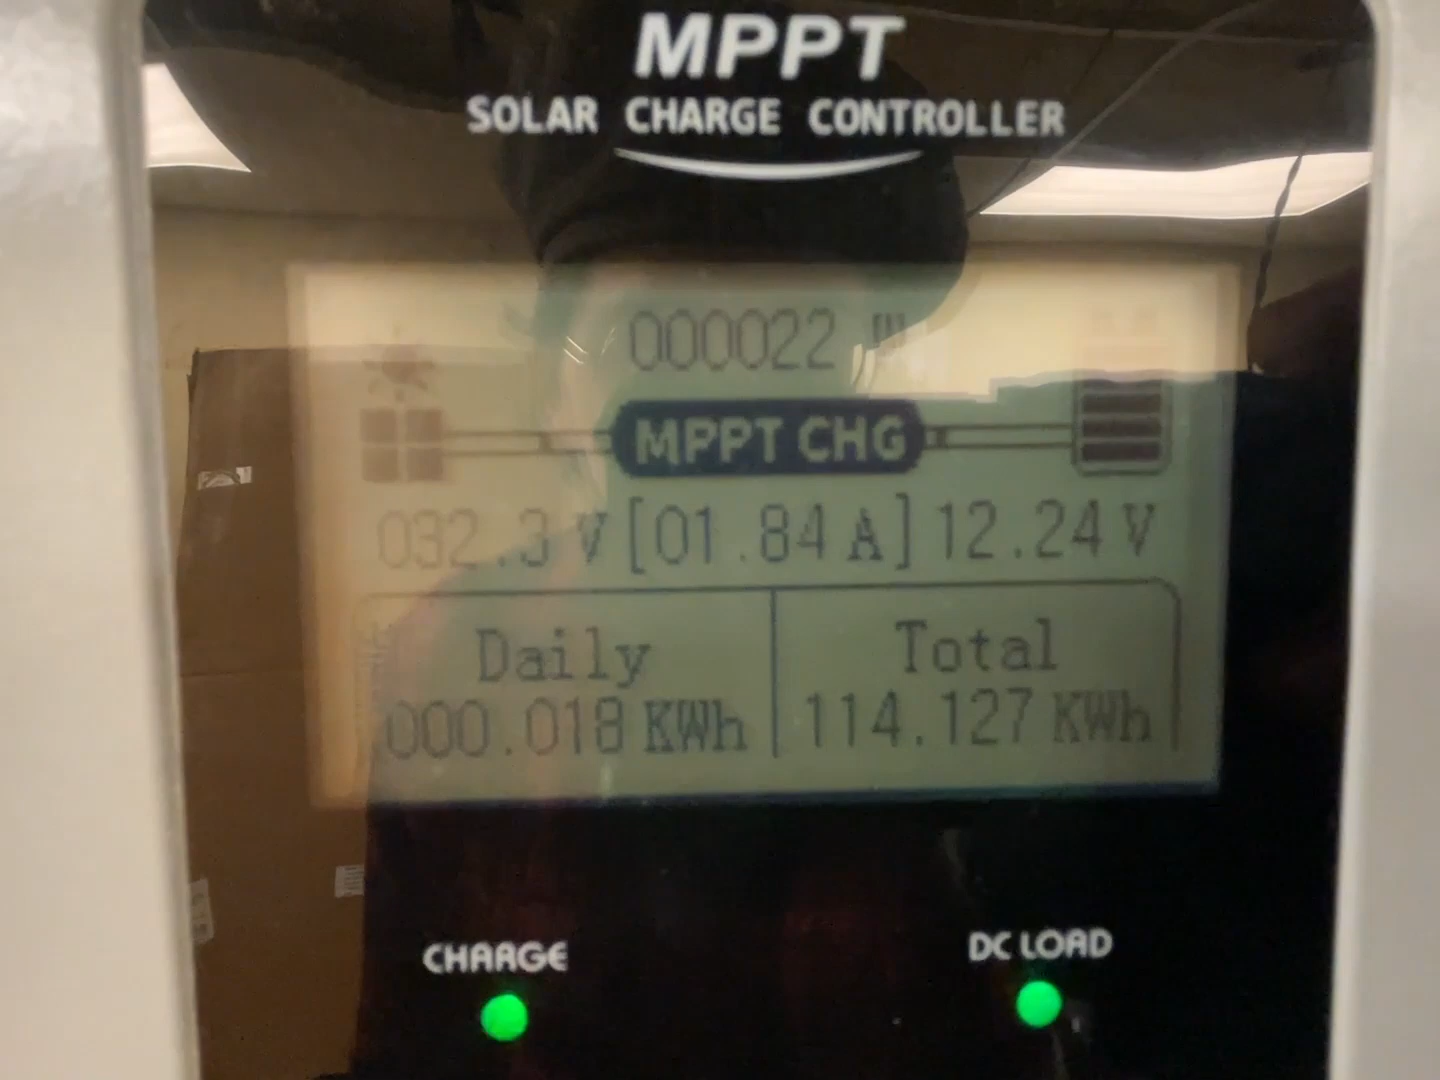 MPPT
SOLAR CHARGE CONTROLLER
000022 W
MPPT CHG
032.3 V [01.84 A] 12.24 V
Daily Total
000.018 KWh 114.127 KWh
CHARGE DC LOAD